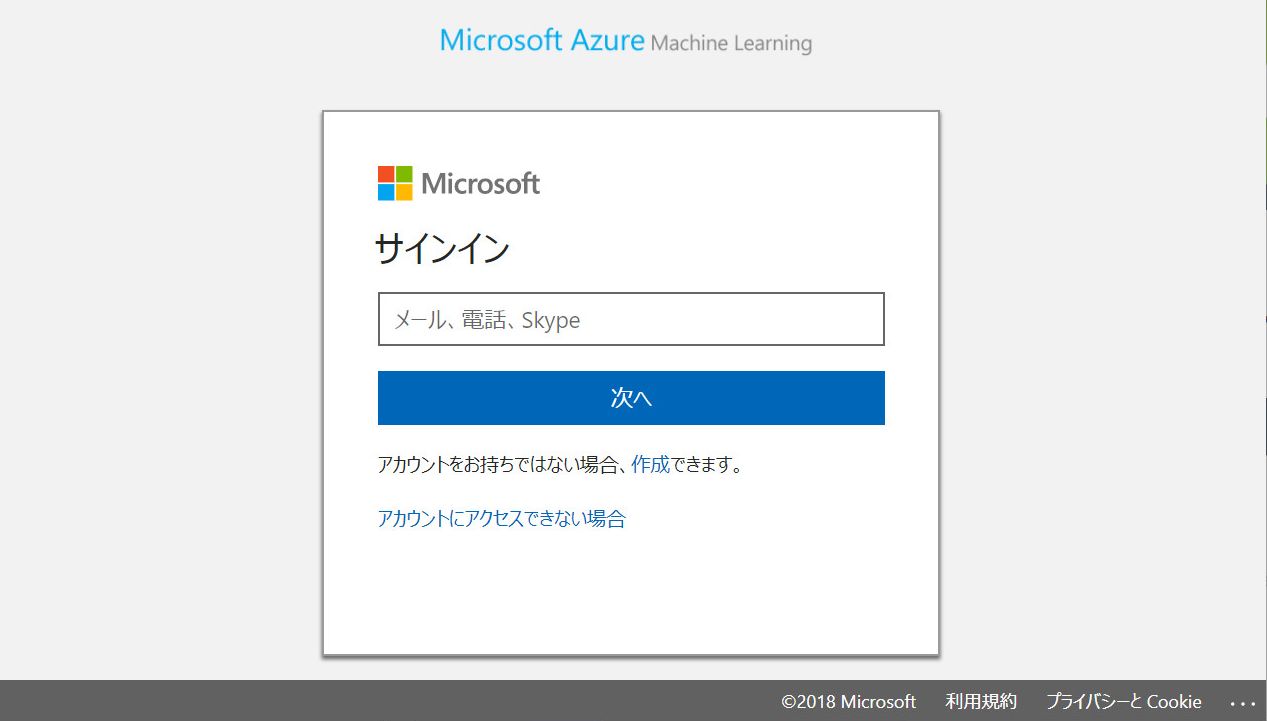 Microsoft Azure Machine Learning
Microsoft
サインイン
メール、電話、Skype
次へ
アカウントをお持ちではない場合、作成できます。
アカウントにアクセスできない場合
©2018 Microsoft 利用規約 プライバシーと Cookie ...